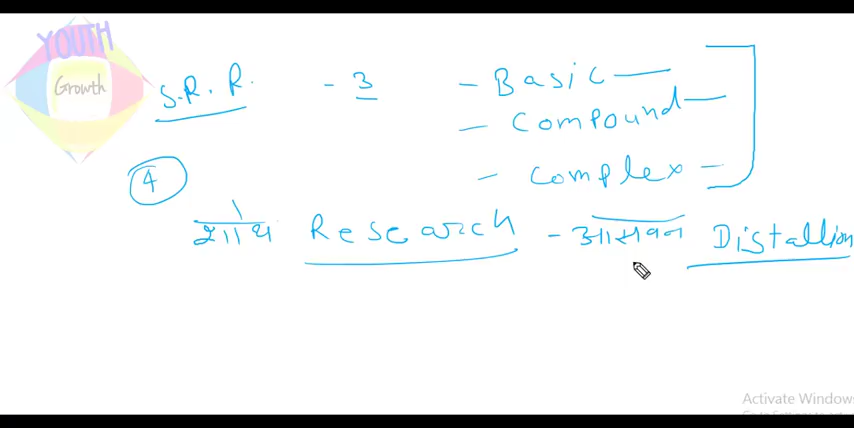 YOUTH
Growth
S.R.R. - 3 - Basic
- Compound
- Complex
4
शोध Research - आसवन Distallion
Activate Windows